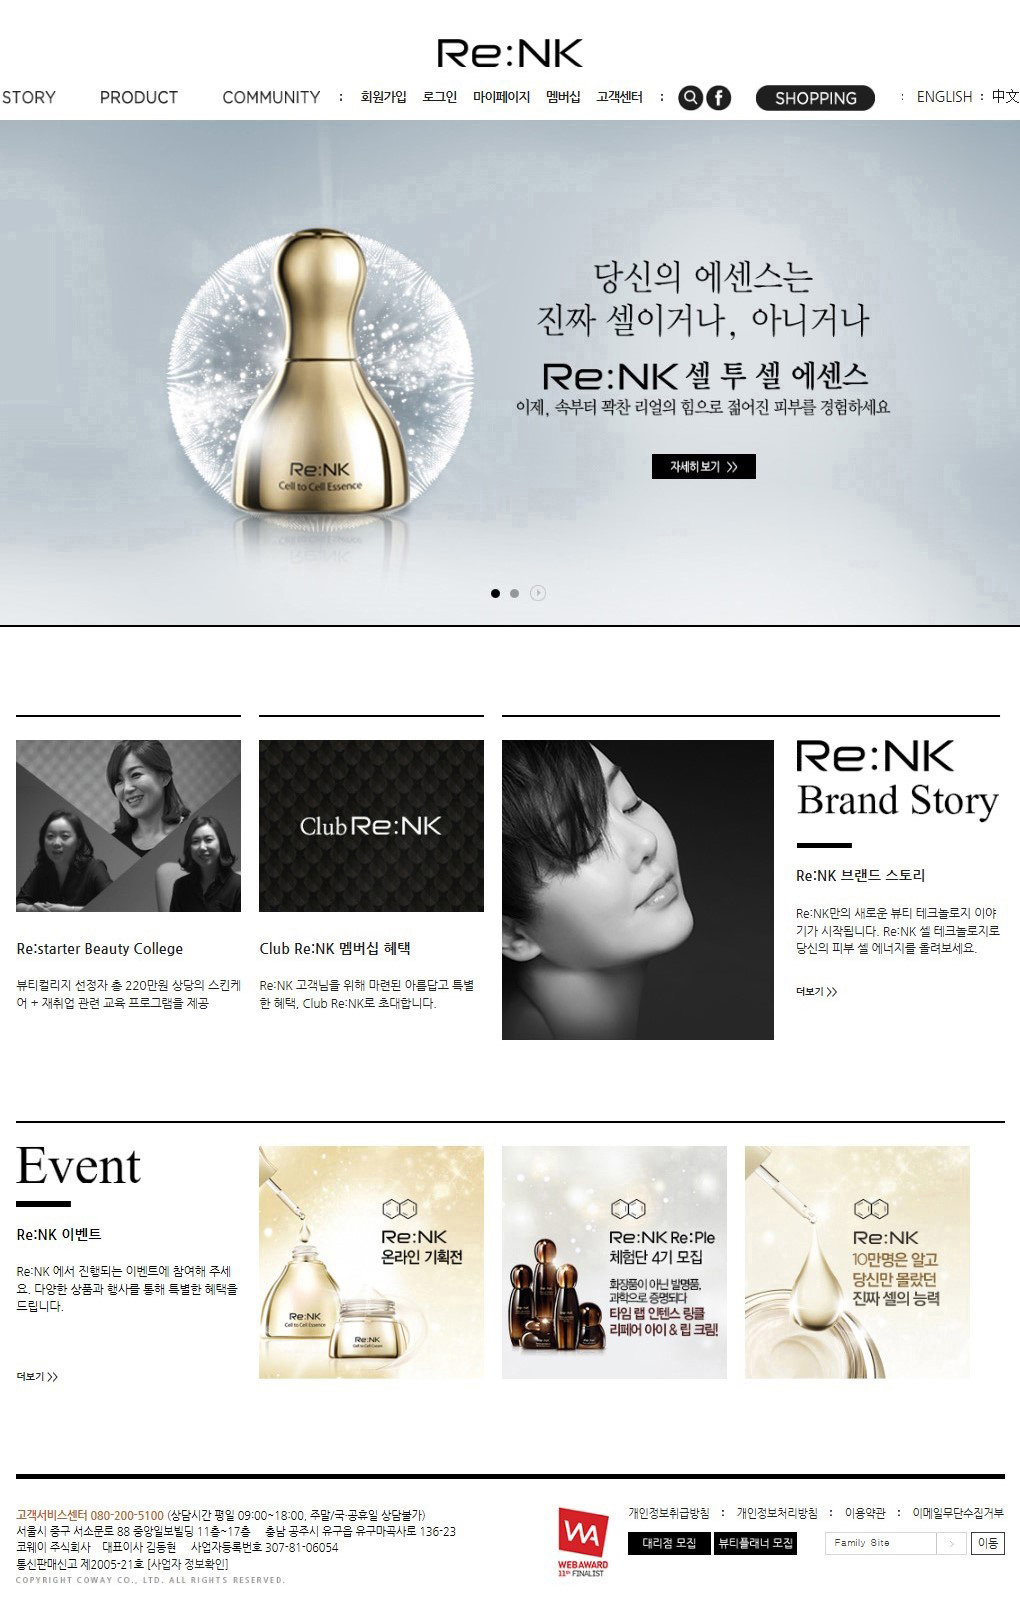 Re:NK
STORY PRODUCT COMMUNITY : 회원가입 로그인 마이페이지 멤버십 고객센터 : f SHOPPING : ENGLISH : 中文
당신의 에센스는
진짜 셀이거나, 아니거나
Re:NK 셀 투 셀 에센스
이제, 속부터 꽉찬 리얼의 힘으로 젊어진 피부를 경험하세요
자세히 보기 >>
Re:NK
Cell to Cell Essence
Re:starter Beauty College
뷰티컬리지 선정자 총 220만원 상당의 스킨케
어 + 재취업 관련 교육 프로그램을 제공
Club Re:NK
Club Re:NK 멤버십 혜택
Re:NK 고객님을 위해 마련된 아름답고 특별
한 혜택, Club Re:NK로 초대합니다.
Re:NK
Brand Story
Re:NK 브랜드 스토리
Re:NK만의 새로운 뷰티 테크놀로지 이야
기가 시작됩니다. Re:NK 셀 테크놀로지로
당신의 피부 셀 에너지를 올려보세요.
더보기 >>
Event
Re:NK 이벤트
Re:NK 에서 진행되는 이벤트에 참여해 주세
요. 다양한 상품과 행사를 통해 특별한 혜택을
드립니다.
더보기 >>
Re:NK
온라인 기획전
Re:NK
Cell to Cell Essence
Re:NK
Cell to Cell Cream
Re:NK Re:Ple
체험단 4기 모집
화장품이 아닌 발명품,
과학으로 증명되다
타임 랩 인텐스 링클
리페어 아이 & 립 크림!
Re:NK
10만명은 알고
당신만 몰랐던
진짜 셀의 능력
고객서비스센터 080-200-5100 (상담시간 평일 09:00~18:00, 주말/국·공휴일 상담불가)
서울시 중구 서소문로 88 중앙일보빌딩 11층~17층 충남 공주시 유구읍 유구마곡사로 136-23
코웨이 주식회사 대표이사 김동현 사업자등록번호 307-81-06054
통신판매신고 제2005-21호 [사업자 정보확인]
COPYRIGHT COWAY CO., LTD. ALL RIGHTS RESERVED.
WA
WEB AWARD
11th FINALIST
개인정보취급방침 : 개인정보처리방침 : 이용약관 : 이메일무단수집거부
대리점 모집 뷰티플래너 모집 Family Site > 이동